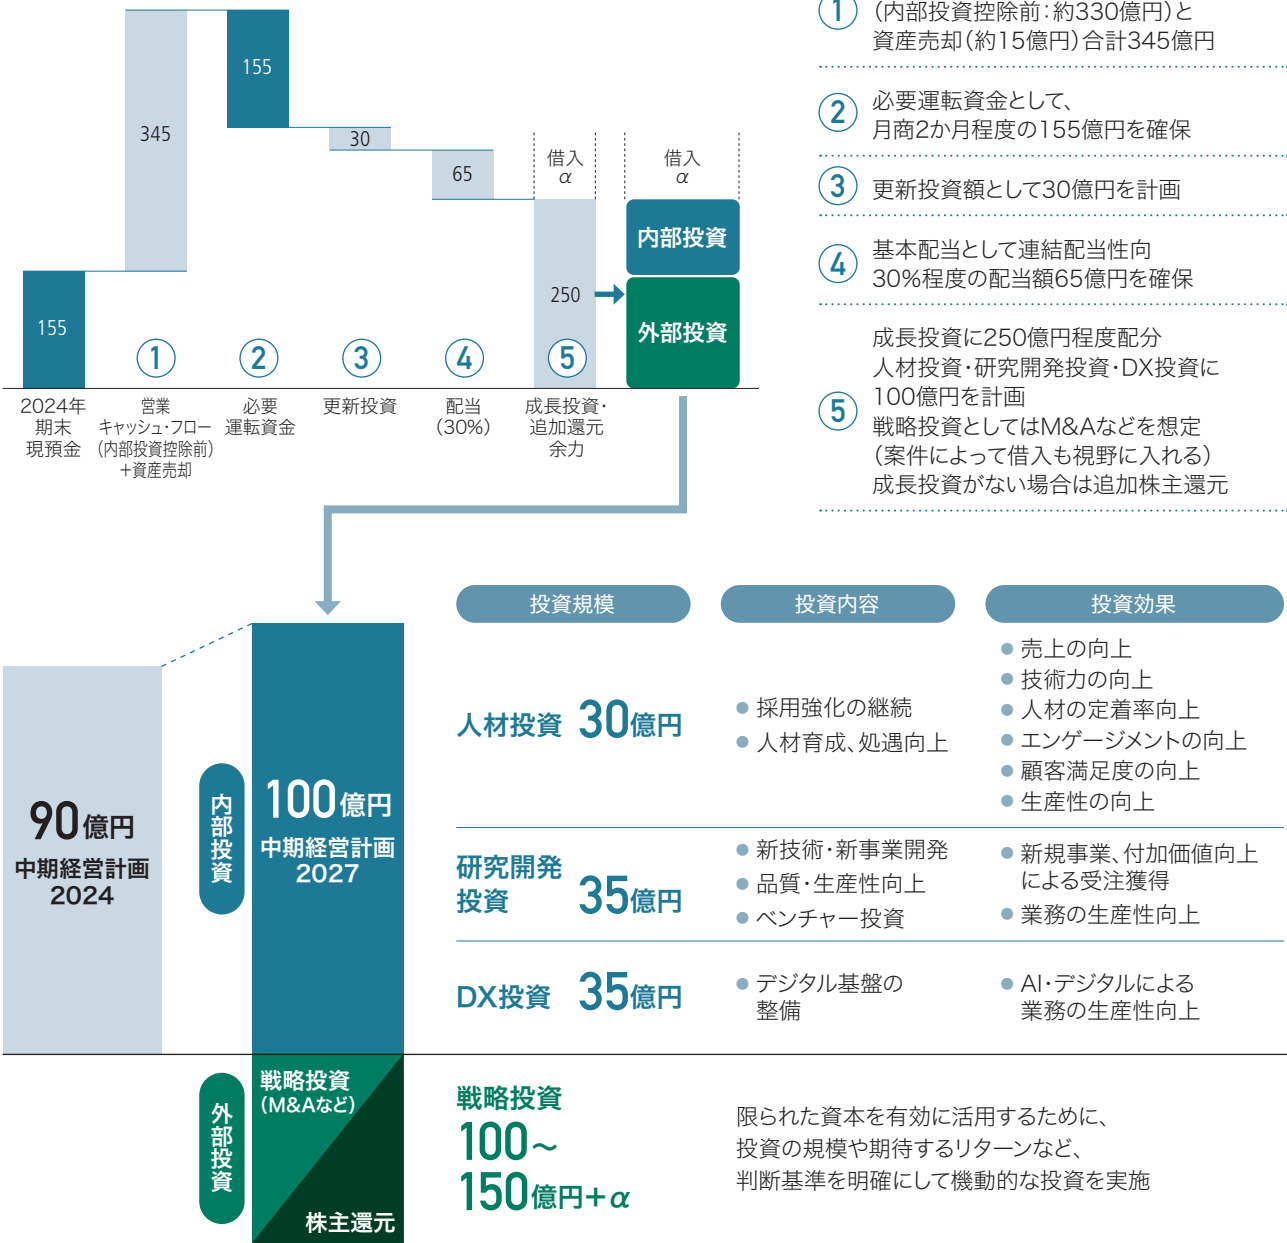 155
345
155
30
65
借入
α
250
借入
α
内部投資
外部投資
1
2
3
4
5
2024年
期末
現預金
営業
キャッシュ・フロー
(内部投資控除前)
＋資産売却
必要
運転資金
更新投資
配当
(30%)
成長投資・
追加還元
余力
1
(内部投資控除前：約330億円)と
資産売却(約15億円)合計345億円
2
必要運転資金として、
月商2か月程度の155億円を確保
3
更新投資額として30億円を計画
4
基本配当として連結配当性向
30%程度の配当額65億円を確保
5
成長投資に250億円程度配分
人材投資・研究開発投資・DX投資に
100億円を計画
戦略投資としてはM&Aなどを想定
(案件によって借入も視野に入れる)
成長投資がない場合は追加株主還元
90億円
中期経営計画
2024
内部投資
100億円
中期経営計画
2027
投資規模
投資内容
投資効果
人材投資 30億円
● 採用強化の継続
● 人材育成、処遇向上
● 売上の向上
● 技術力の向上
● 人材の定着率向上
● エンゲージメントの向上
● 顧客満足度の向上
● 生産性の向上
研究開発
投資 35億円
● 新技術・新事業開発
● 品質・生産性向上
● ベンチャー投資
● 新規事業、付加価値向上
による受注獲得
● 業務の生産性向上
DX投資 35億円
● デジタル基盤の
整備
● AI・デジタルによる
業務の生産性向上
外部投資
戦略投資
(M&Aなど)
株主還元
戦略投資
100～
150億円＋α
限られた資本を有効に活用するために、
投資の規模や期待するリターンなど、
判断基準を明確にして機動的な投資を実施